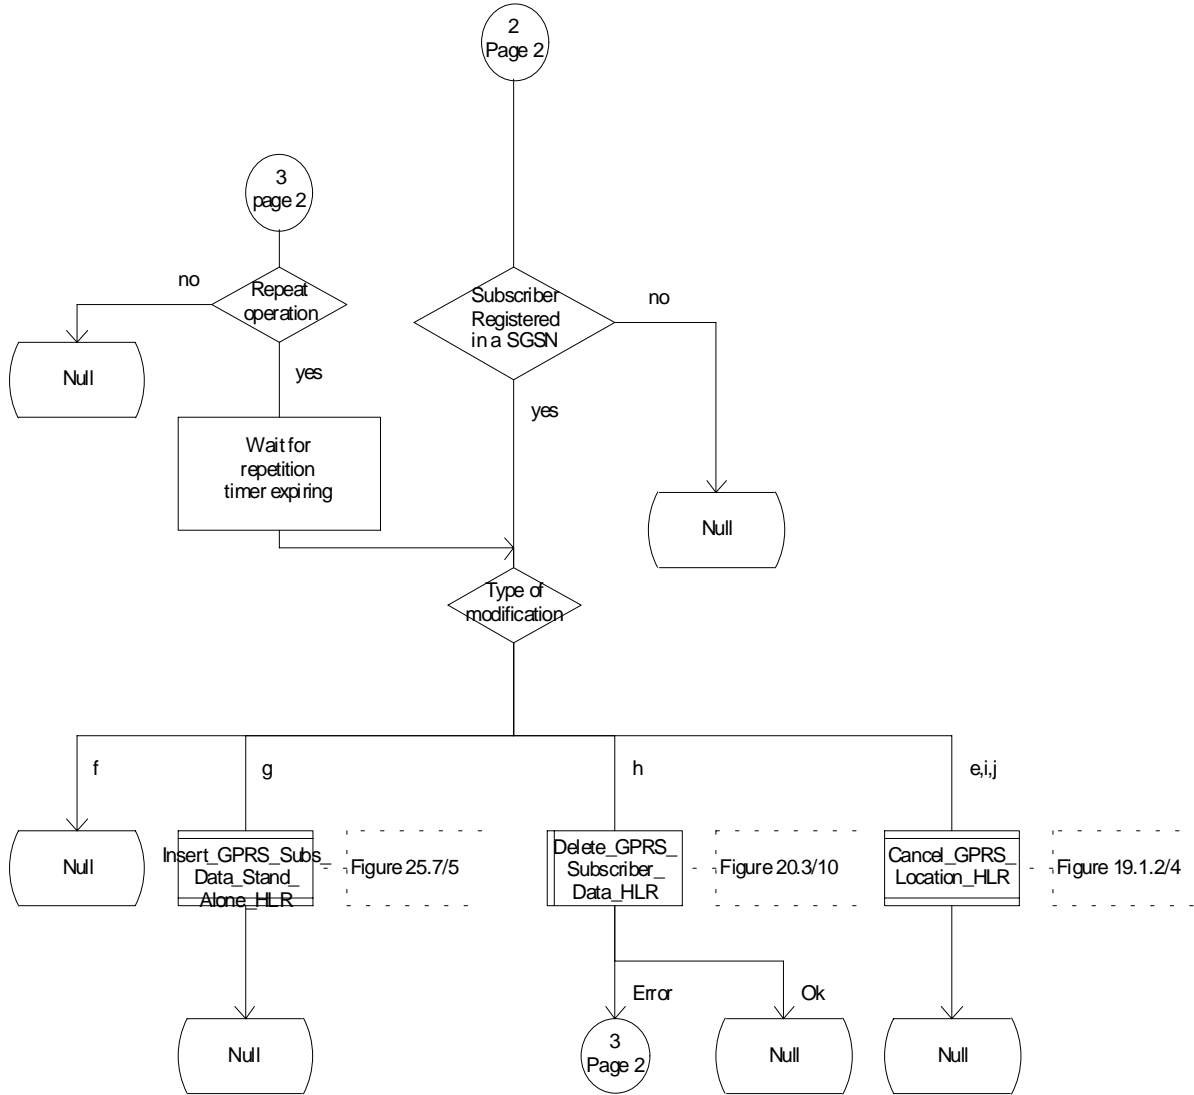 2
Page 2
3
page 2
no
Repeat
operation
Subscriber
Registered
in a SGSN
no
Null
yes
yes
Wait for
repetition
timer expiring
Null
Type of
modification
f
g
h
e,i,j
Null
Insert_GPRS_Subs_
Data_Stand_
Alone_HLR
Figure 25.7/5
Delete_GPRS_
Subscriber_
Data_HLR
Figure 20.3/10
Cancel_GPRS_
Location_HLR
Figure 19.1.2/4
Error
Ok
Null
3
Page 2
Null
Null